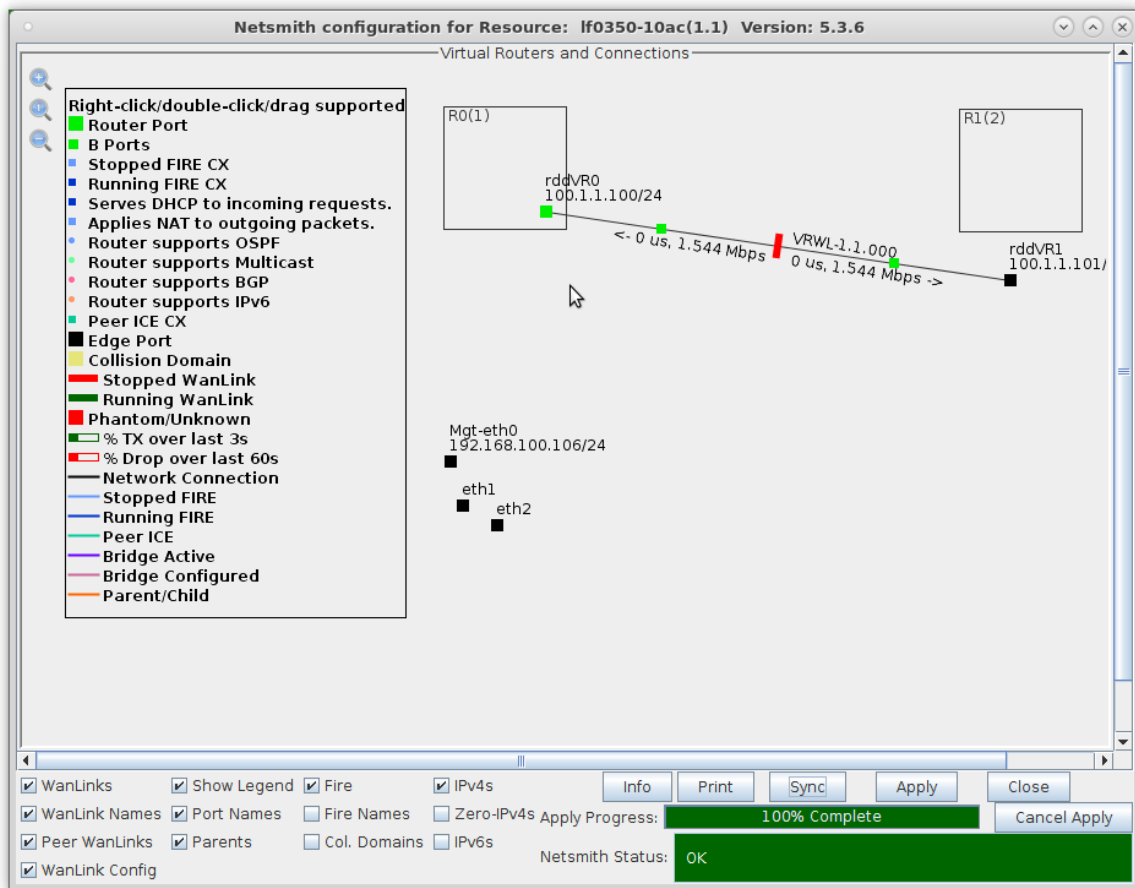 Netsmith configuration for Resource:  lf0350-10ac(1.1)  Version: 5.3.6
Virtual Routers and Connections
Right-click/double-click/drag supported
Router Port
B Ports
Stopped FIRE CX
Running FIRE CX
Serves DHCP to incoming requests.
Applies NAT to outgoing packets.
Router supports OSPF
Router supports Multicast
Router supports BGP
Router supports IPv6
Peer ICE CX
Edge Port
Collision Domain
Stopped WanLink
Running WanLink
Phantom/Unknown
% TX over last 3s
% Drop over last 60s
Network Connection
Stopped FIRE
Running FIRE
Peer ICE
Bridge Active
Bridge Configured
Parent/Child
R0(1)
rddVR0
100.1.1.100/24
<- 0 us, 1.544 Mbps
VRWL-1.1.000
0 us, 1.544 Mbps ->
R1(2)
rddVR1
100.1.1.101/
Mgt-eth0
192.168.100.106/24
eth1
eth2
WanLinks
Show Legend
Fire
IPv4s
Info
Print
Sync
Apply
Close
WanLink Names
Port Names
Fire Names
Zero-IPv4s
Apply Progress:
100% Complete
Cancel Apply
Peer WanLinks
Parents
Col. Domains
IPv6s
Netsmith Status:
OK
WanLink Config